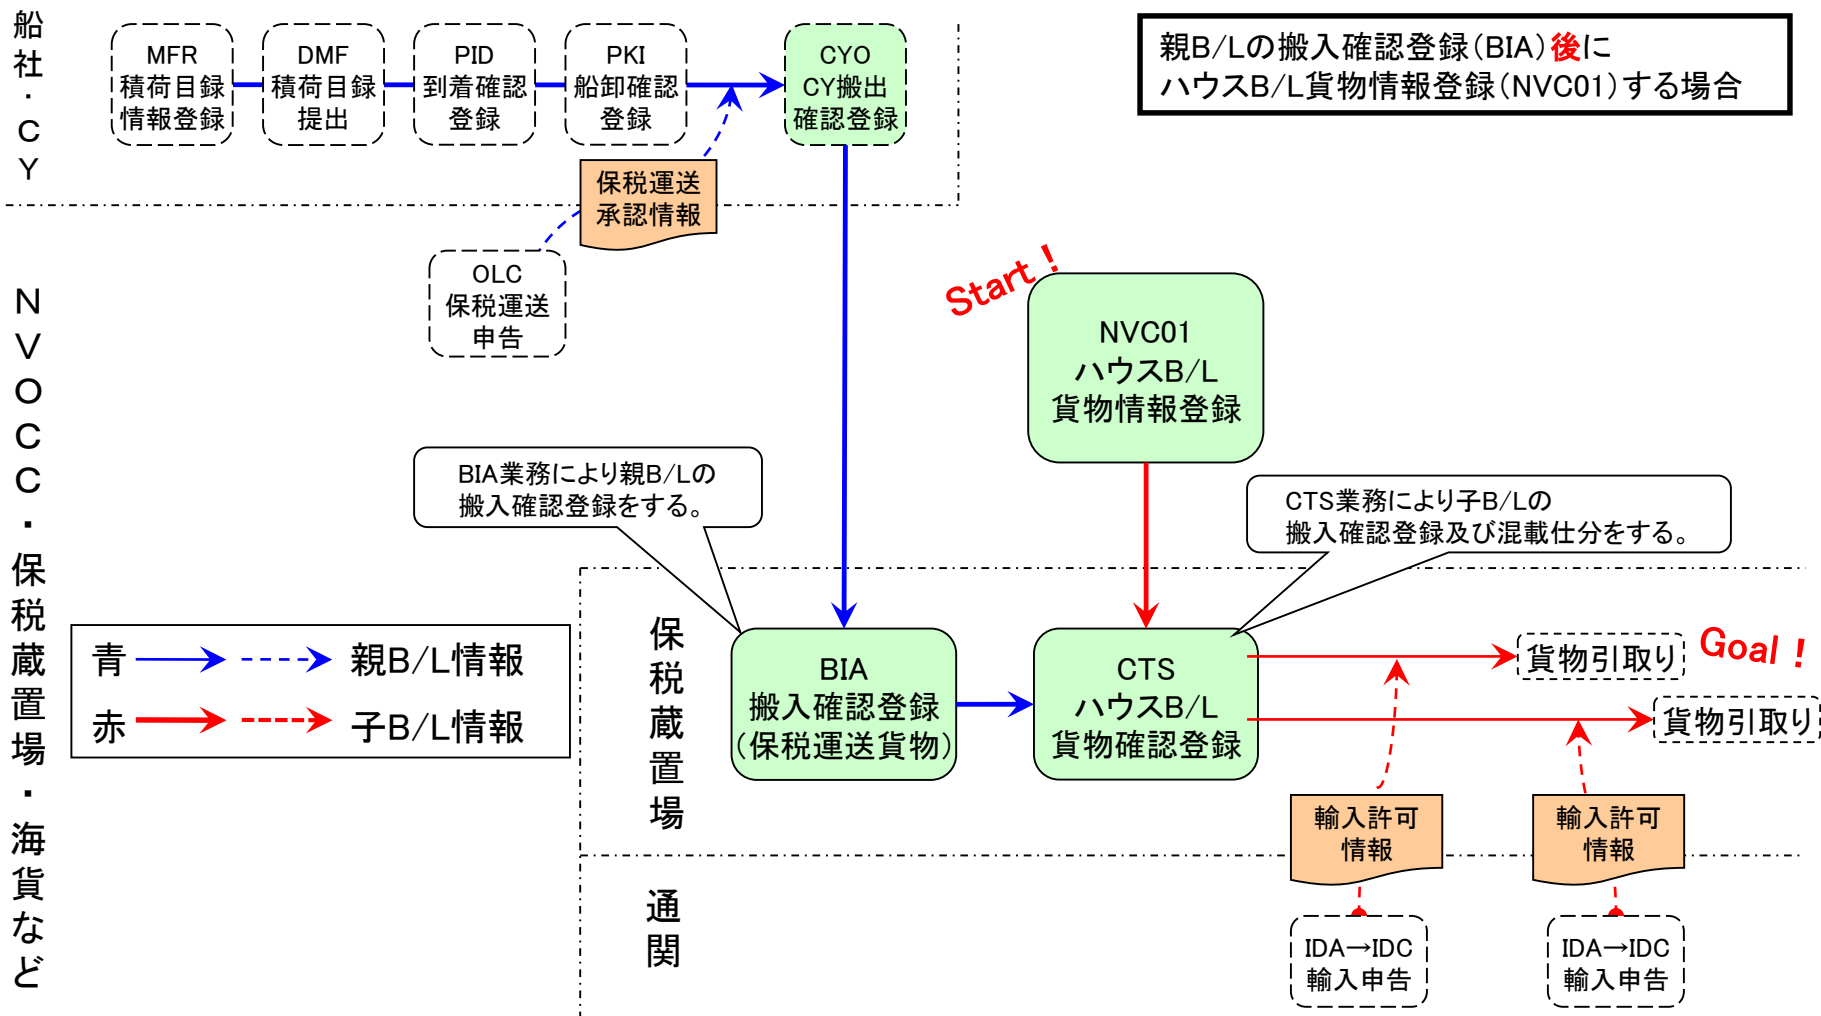 船社・CY
MFR
積荷目録
情報登録
DMF
積荷目録
提出
PID
到着確認
登録
PKI
船卸確認
登録
CYO
CY搬出
確認登録
親B/Lの搬入確認登録(BIA)後に
ハウスB/L貨物情報登録(NVC01)する場合
保税運送
承認情報
OLC
保税運送
申告
NVOCC・保税蔵置場・海貨など
Start!
NVC01
ハウスB/L
貨物情報登録
BIA業務により親B/Lの
搬入確認登録をする。
CTS業務により子B/Lの
搬入確認登録及び混載仕分をする。
青
親B/L情報
赤
子B/L情報
保税蔵置場
BIA
搬入確認登録
(保税運送貨物)
CTS
ハウスB/L
貨物確認登録
貨物引取り
Goal!
貨物引取り
輸入許可
情報
輸入許可
情報
通関
IDA→IDC
輸入申告
IDA→IDC
輸入申告